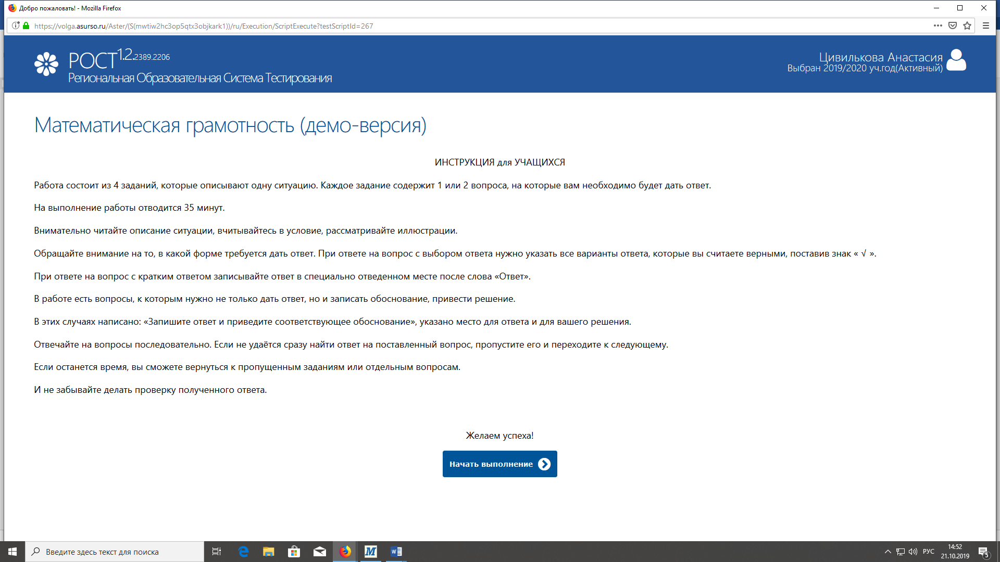 Добро пожаловать! - Mozilla Firefox
https://volga.asurso.ru/Aster/(S(mwtiw2hc3op5qtx3objkark1))/ru/Execution/ScriptExecute?testScriptId=267
РОСТ1.2.2389.2206
Региональная Образовательная Система Тестирования
Цивилькова Анастасия
Выбран 2019/2020 уч.год(Активный)
Математическая грамотность (демо-версия)
ИНСТРУКЦИЯ для УЧАЩИХСЯ
Работа состоит из 4 заданий, которые описывают одну ситуацию. Каждое задание содержит 1 или 2 вопроса, на которые вам необходимо будет дать ответ.
На выполнение работы отводится 35 минут.
Внимательно читайте описание ситуации, вчитывайтесь в условие, рассматривайте иллюстрации.
Обращайте внимание на то, в какой форме требуется дать ответ. При ответе на вопрос с выбором ответа нужно указать все варианты ответа, которые вы считаете верными, поставив знак « √ ».
При ответе на вопрос с кратким ответом записывайте ответ в специально отведенном месте после слова «Ответ».
В работе есть вопросы, к которым нужно не только дать ответ, но и записать обоснование, привести решение.
В этих случаях написано: «Запишите ответ и приведите соответствующее обоснование», указано место для ответа и для вашего решения.
Отвечайте на вопросы последовательно. Если не удаётся сразу найти ответ на поставленный вопрос, пропустите его и переходите к следующему.
Если останется время, вы сможете вернуться к пропущенным заданиям или отдельным вопросам.
И не забывайте делать проверку полученного ответа.
Желаем успеха!
Начать выполнение
Введите здесь текст для поиска
РУС
14:52
21.10.2019
5